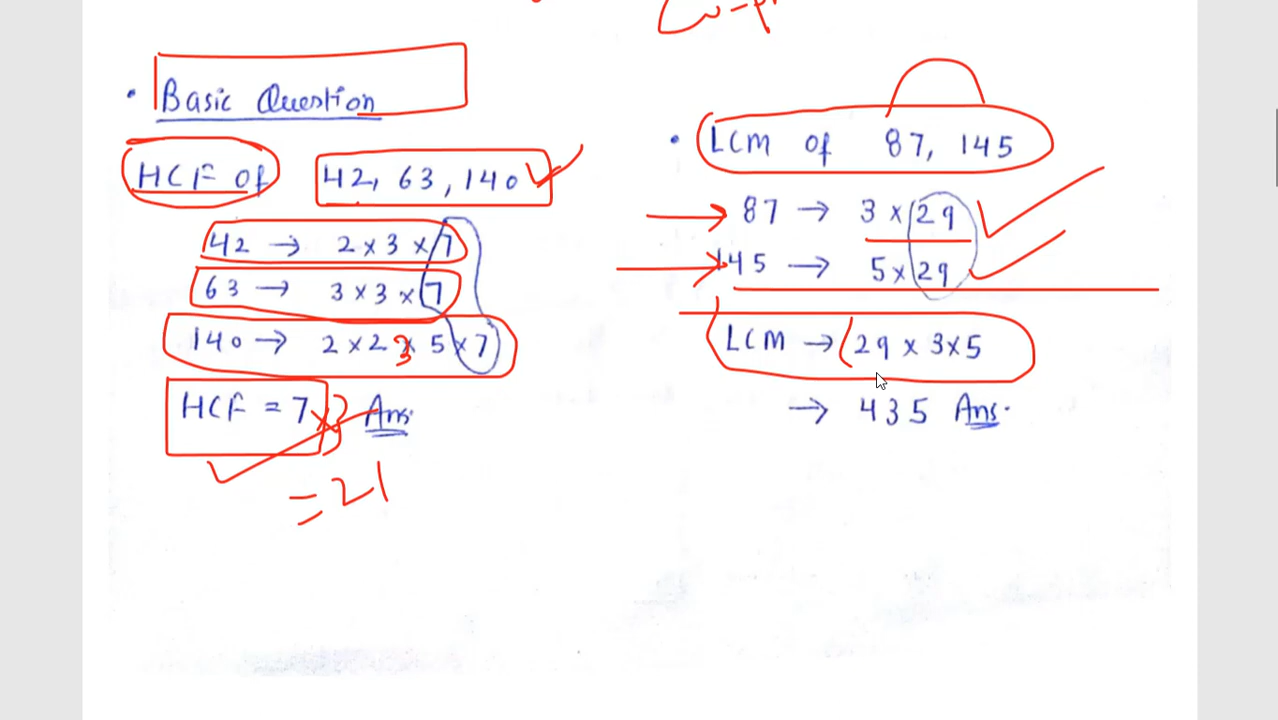 Co-p
• Basic Question
HCF of 42, 63, 140
42 → 2 × 3 × 7
63 → 3 × 3 × 7
140 → 2 × 2 3 5 × 7
HCF = 7 × 3 Ans.
= 21
• LCM of 87, 145
87 → 3 × 29
145 → 5 × 29
LCM → (29 × 3 × 5
→ 435 Ans.